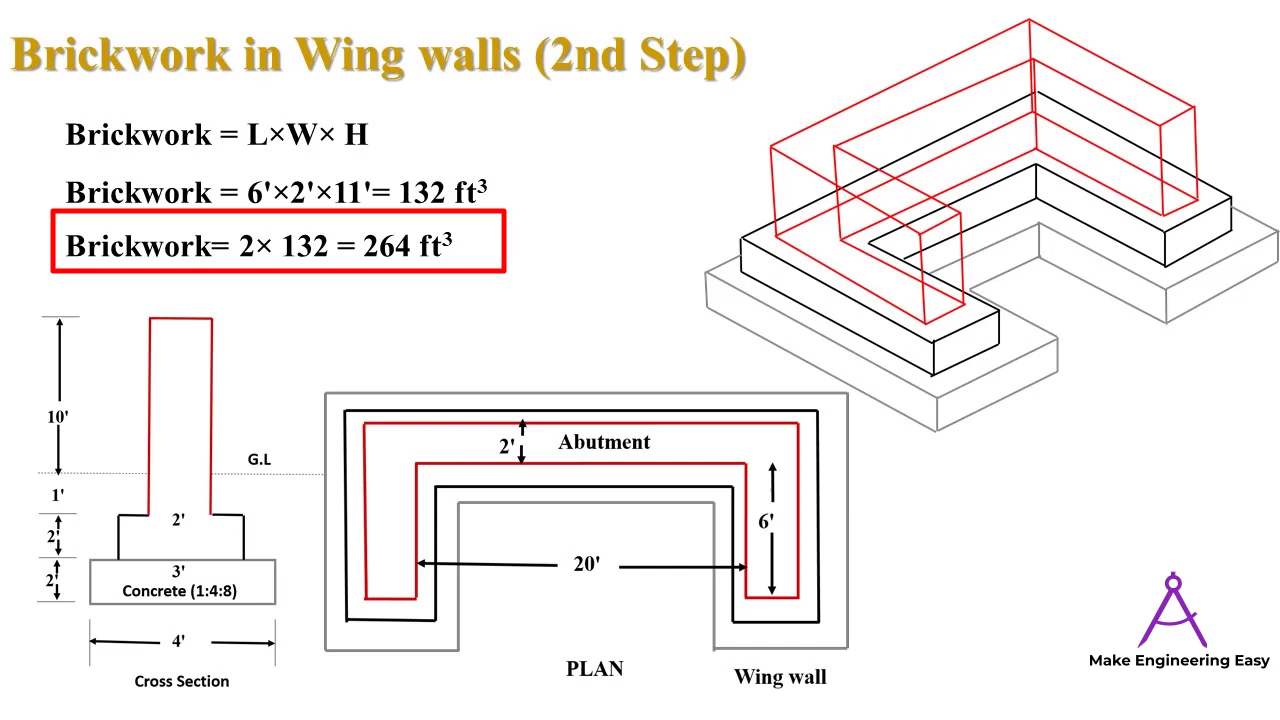 Brickwork in Wing walls (2nd Step)
Brickwork = L×W× H
Brickwork = 6'×2'×11'= 132 ft³
Brickwork= 2× 132 = 264 ft³
10'
G.L
1'
2'
2'
3'
2'
Concrete (1:4:8)
4'
Cross Section
2'
Abutment
6'
20'
PLAN
Wing wall
Make Engineering Easy